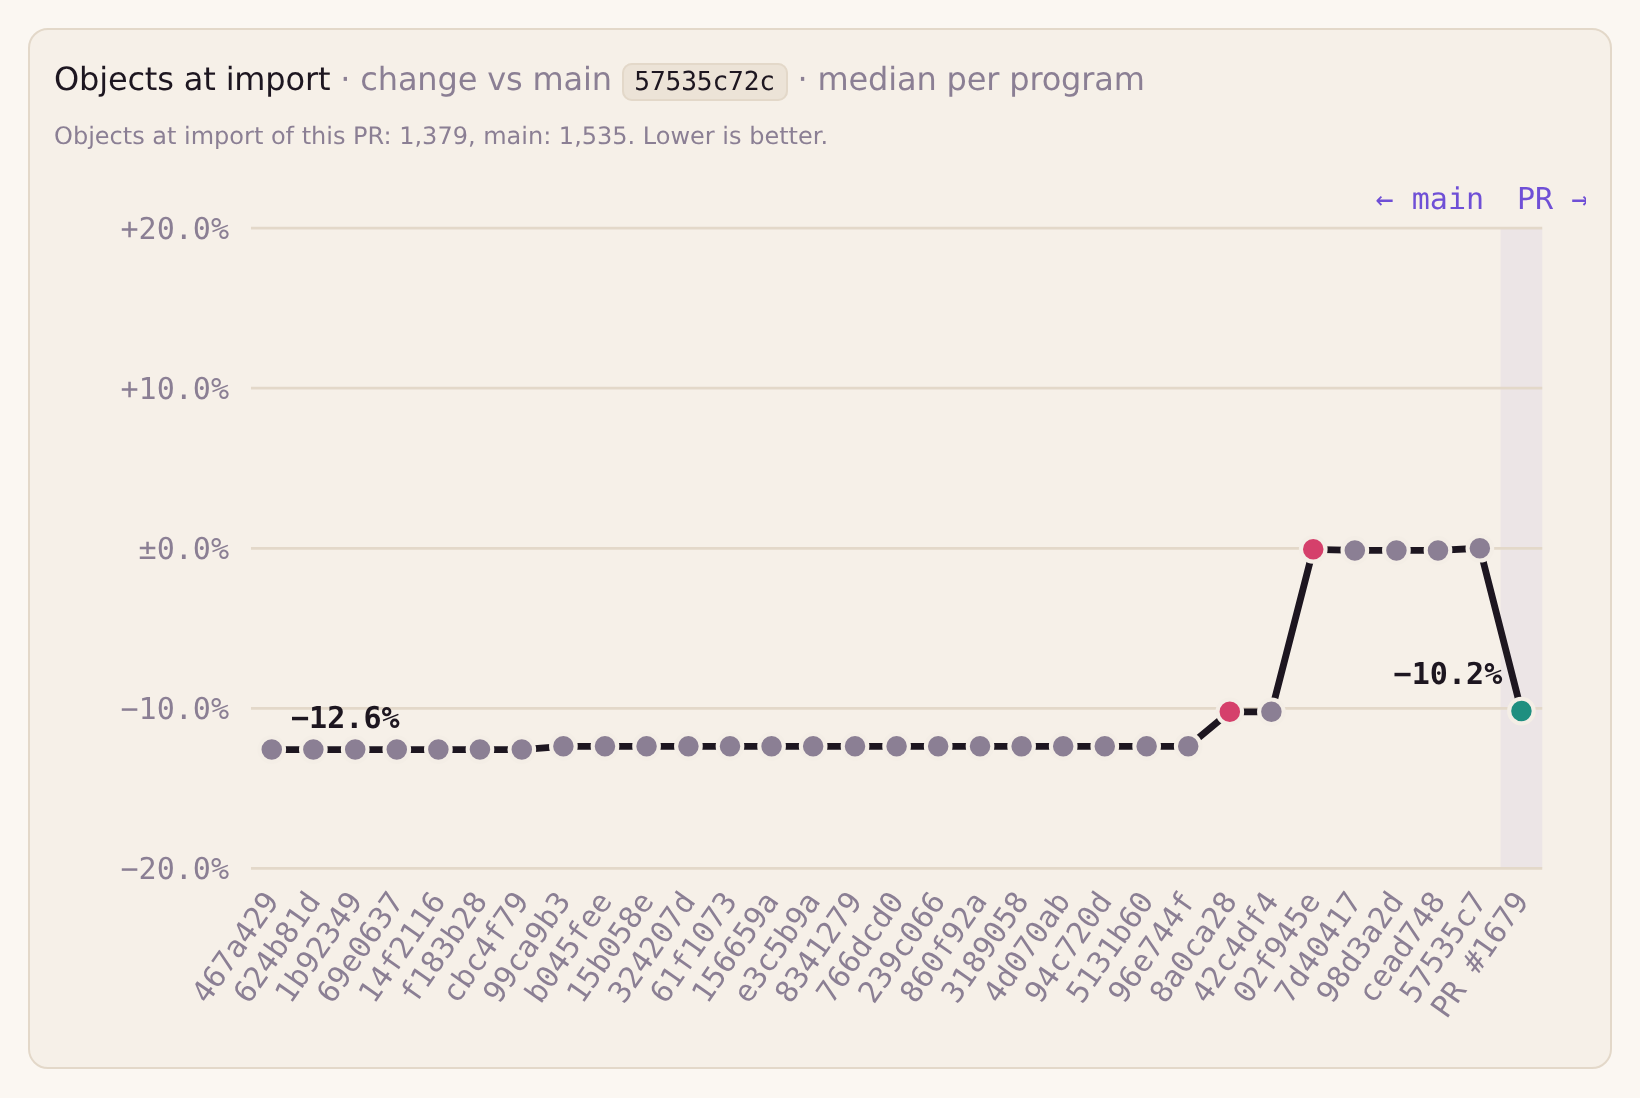 Objects at import · change vs main 57535c72c · median per program
Objects at import of this PR: 1,379, main: 1,535. Lower is better.
← main PR →
+20.0%
+10.0%
±0.0%
−10.0%
−20.0%
−12.6%
−10.2%
467a429
624b81d
1b92349
69e0637
14f2116
f183b28
cbc4f79
99ca9b3
b045fee
15b058e
324207d
61f1073
156659a
e3c5b9a
8341279
766dcd0
239c066
860f92a
3189058
4d070ab
94c720d
5131b60
96e744f
8a0ca28
42c4df4
02f945e
7d40417
98d3a2d
cead748
57535c7
PR #1679